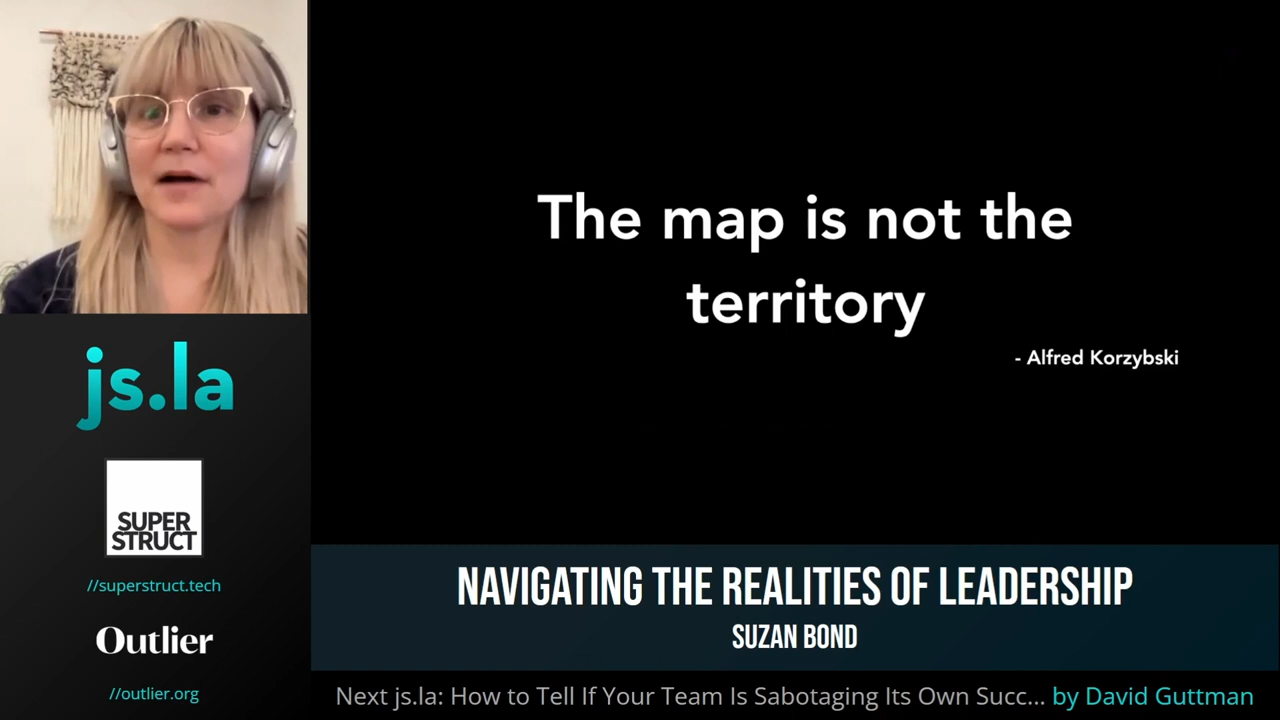 The map is not the
territory
- Alfred Korzybski
js.la
SUPER
STRUCT
//superstruct.tech
Outlier
//outlier.org
NAVIGATING THE REALITIES OF LEADERSHIP
SUZAN BOND
Next js.la: How to Tell If Your Team Is Sabotaging Its Own Succ... by David Guttman